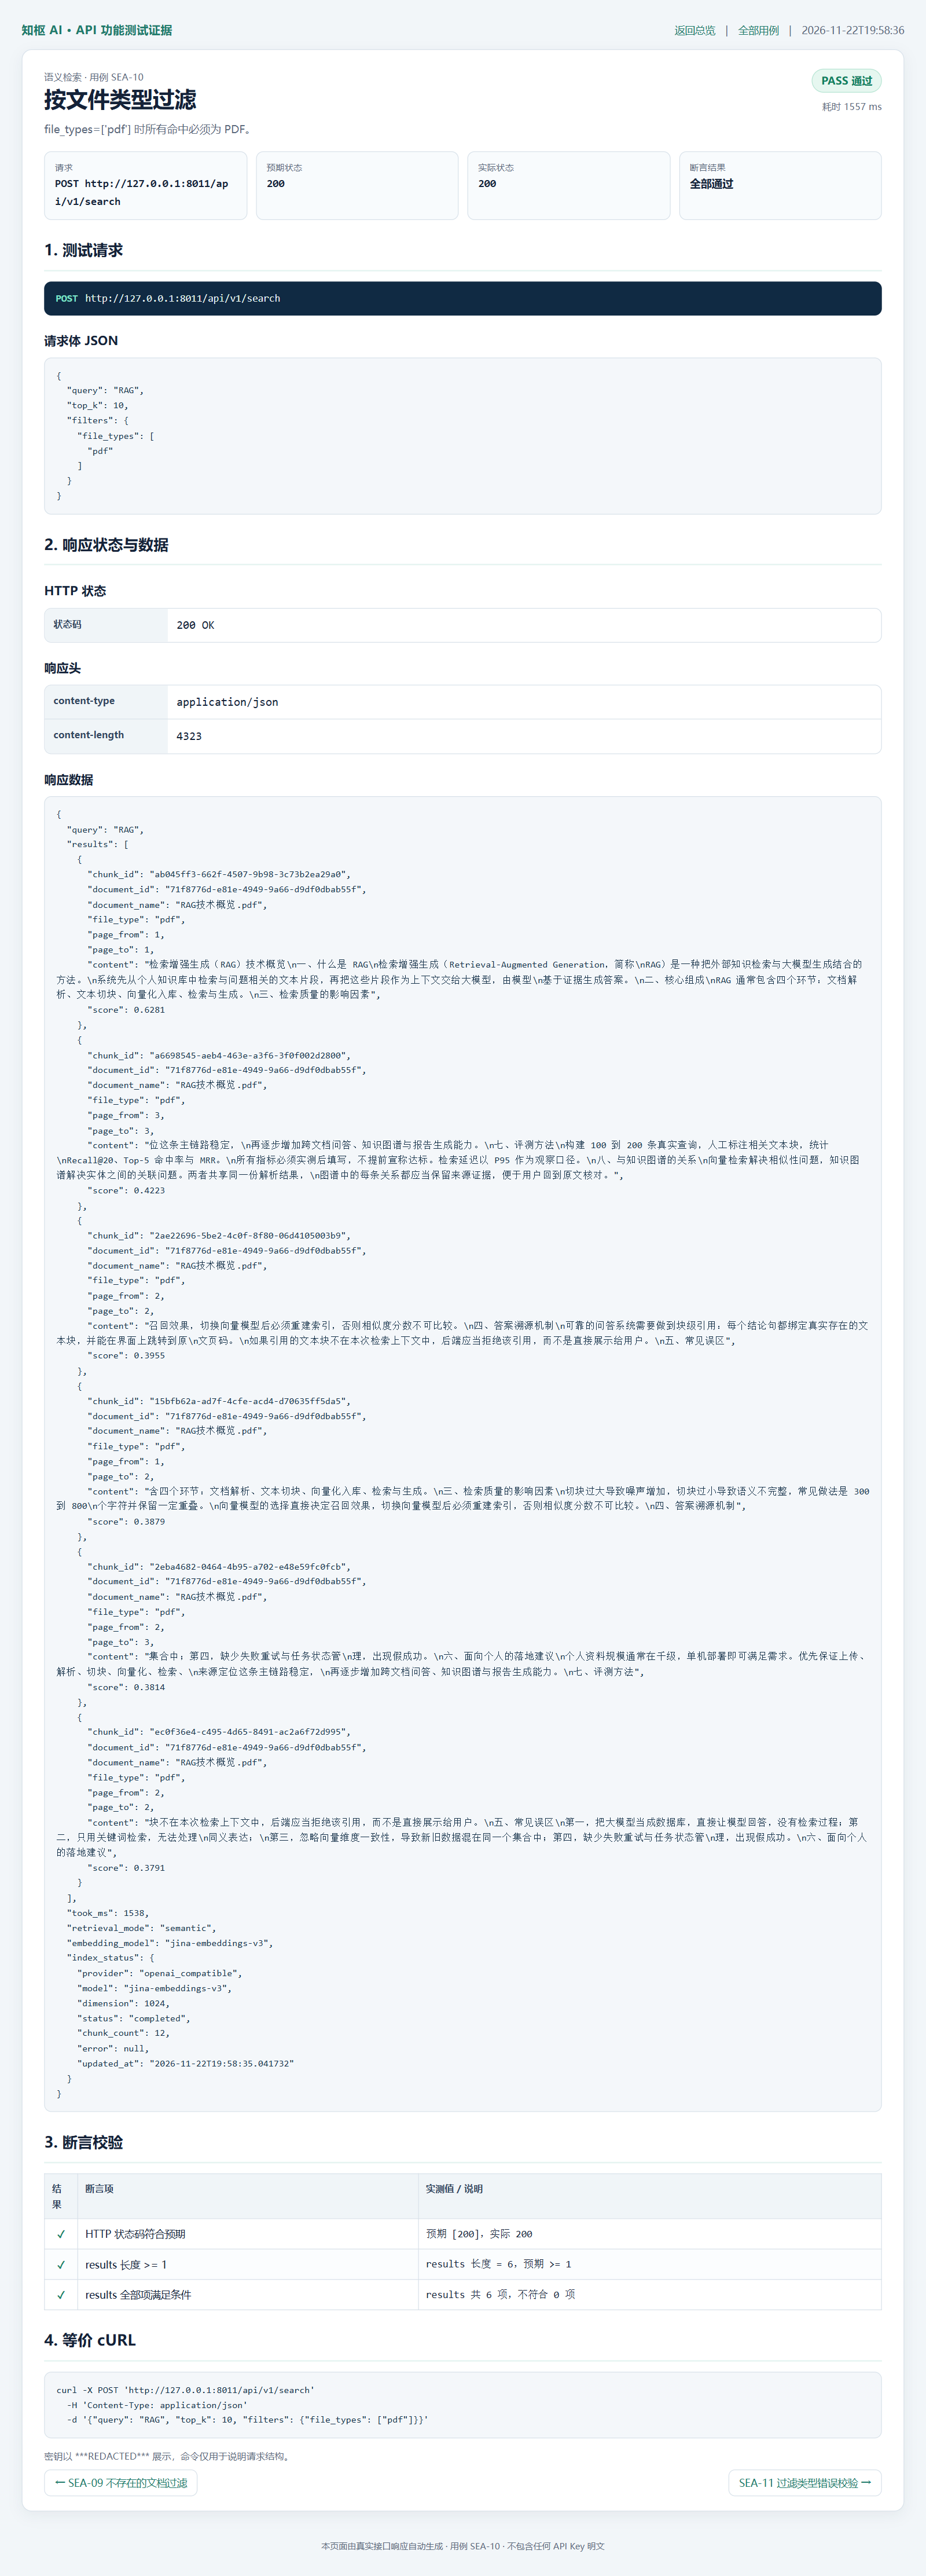 知枢 AI · API 功能测试证据
返回总览 | 全部用例 | 2026-11-22T19:58:36
语义检索 · 用例 SEA-10
PASS 通过
按文件类型过滤
耗时 1557 ms
file_types=['pdf'] 时所有命中必须为 PDF。
请求
POST http://127.0.0.1:8011/ap
i/v1/search
预期状态
200
实际状态
200
断言结果
全部通过
1. 测试请求
POST http://127.0.0.1:8011/api/v1/search
请求体 JSON
{
  "query": "RAG",
  "top_k": 10,
  "filters": {
    "file_types": [
      "pdf"
    ]
  }
}
2. 响应状态与数据
HTTP 状态
状态码 200 OK
响应头
content-type application/json
content-length 4323
响应数据
{
  "query": "RAG",
  "results": [
    {
      "chunk_id": "ab045ff3-662f-4507-9b98-3c73b2ea29a0",
      "document_id": "71f8776d-e81e-4949-9a66-d9df0dbab55f",
      "document_name": "RAG技术概览.pdf",
      "file_type": "pdf",
      "page_from": 1,
      "page_to": 1,
      "content": "检索增强生成（RAG）技术概览\n一、什么是 RAG\n检索增强生成（Retrieval-Augmented Generation，简称\nRAG）是一种把外部知识检索与大模型生成结合的
方法。\n系统先从个人知识库中检索与问题相关的文本片段，再把这些片段作为上下文交给大模型，由模型\n基于证据生成答案。\n二、核心组成\nRAG 通常包含四个环节：文档解
析、文本切块、向量化入库、检索与生成。\n三、检索质量的影响因素",
      "score": 0.6281
    },
    {
      "chunk_id": "a6698545-aeb4-463e-a3f6-3f0f002d2800",
      "document_id": "71f8776d-e81e-4949-9a66-d9df0dbab55f",
      "document_name": "RAG技术概览.pdf",
      "file_type": "pdf",
      "page_from": 3,
      "page_to": 3,
      "content": "位这条主链路稳定，\n再逐步增加跨文档问答、知识图谱与报告生成能力。\n七、评测方法\n构建 100 到 200 条真实查询，人工标注相关文本块，统计
\nRecall@20、Top-5 命中率与 MRR。\n所有指标必须实测后填写，不提前宣称达标。检索延迟以 P95 作为观察口径。\n八、与知识图谱的关系\n向量检索解决相似性问题，知识图
谱解决实体之间的关联问题。两者共享同一份解析结果，\n图谱中的每条关系都应当保留来源证据，便于用户回到原文核对。",
      "score": 0.4223
    },
    {
      "chunk_id": "2ae22696-5be2-4c0f-8f80-06d4105003b9",
      "document_id": "71f8776d-e81e-4949-9a66-d9df0dbab55f",
      "document_name": "RAG技术概览.pdf",
      "file_type": "pdf",
      "page_from": 2,
      "page_to": 2,
      "content": "召回效果，切换向量模型后必须重建索引，否则相似度分数不可比较。\n四、答案溯源机制\n可靠的问答系统需要做到块级引用：每个结论句都绑定真实存在的文
本块，并能在界面上跳转到原\n文页码。\n如果引用的文本块不在本次检索上下文中，后端应当拒绝该引用，而不是直接展示给用户。\n五、常见误区",
      "score": 0.3955
    },
    {
      "chunk_id": "15bfb62a-ad7f-4cfe-acd4-d70635ff5da5",
      "document_id": "71f8776d-e81e-4949-9a66-d9df0dbab55f",
      "document_name": "RAG技术概览.pdf",
      "file_type": "pdf",
      "page_from": 1,
      "page_to": 2,
      "content": "含四个环节：文档解析、文本切块、向量化入库、检索与生成。\n三、检索质量的影响因素\n切块过大导致噪声增加，切块过小导致语义不完整，常见做法是 300
到 800\n个字符并保留一定重叠。\n向量模型的选择直接决定召回效果，切换向量模型后必须重建索引，否则相似度分数不可比较。\n四、答案溯源机制",
      "score": 0.3879
    },
    {
      "chunk_id": "2eba4682-0464-4b95-a702-e48e59fc0fcb",
      "document_id": "71f8776d-e81e-4949-9a66-d9df0dbab55f",
      "document_name": "RAG技术概览.pdf",
      "file_type": "pdf",
      "page_from": 2,
      "page_to": 3,
      "content": "集合中；第四，缺少失败重试与任务状态管\n理，出现假成功。\n六、面向个人的落地建议\n个人资料规模通常在千级，单机部署即可满足需求。优先保证上传、
解析、切块、向量化、检索、\n来源定位这条主链路稳定，\n再逐步增加跨文档问答、知识图谱与报告生成能力。\n七、评测方法",
      "score": 0.3814
    },
    {
      "chunk_id": "ec0f36e4-c495-4d65-8491-ac2a6f72d995",
      "document_id": "71f8776d-e81e-4949-9a66-d9df0dbab55f",
      "document_name": "RAG技术概览.pdf",
      "file_type": "pdf",
      "page_from": 2,
      "page_to": 2,
      "content": "块不在本次检索上下文中，后端应当拒绝该引用，而不是直接展示给用户。\n五、常见误区\n第一，把大模型当成数据库，直接让模型回答，没有检索过程；第
二，只用关键词检索，无法处理\n同义表达；\n第三，忽略向量维度一致性，导致新旧数据混在同一个集合中；第四，缺少失败重试与任务状态管\n理，出现假成功。\n六、面向个人
的落地建议",
      "score": 0.3791
    }
  ],
  "took_ms": 1538,
  "retrieval_mode": "semantic",
  "embedding_model": "jina-embeddings-v3",
  "index_status": {
    "provider": "openai_compatible",
    "model": "jina-embeddings-v3",
    "dimension": 1024,
    "status": "completed",
    "chunk_count": 12,
    "error": null,
    "updated_at": "2026-11-22T19:58:35.041732"
  }
}
3. 断言校验
结果 断言项 实测值 / 说明
✓ HTTP 状态码符合预期 预期 [200]，实际 200
✓ results 长度 >= 1 results 长度 = 6，预期 >= 1
✓ results 全部项满足条件 results 共 6 项，不符合 0 项
4. 等价 cURL
curl -X POST 'http://127.0.0.1:8011/api/v1/search'
  -H 'Content-Type: application/json'
  -d '{"query": "RAG", "top_k": 10, "filters": {"file_types": ["pdf"]}}'
密钥以 ***REDACTED*** 展示，命令仅用于说明请求结构。
← SEA-09 不存在的文档过滤
SEA-11 过滤类型错误校验 →
本页面由真实接口响应自动生成 · 用例 SEA-10 · 不包含任何 API Key 明文